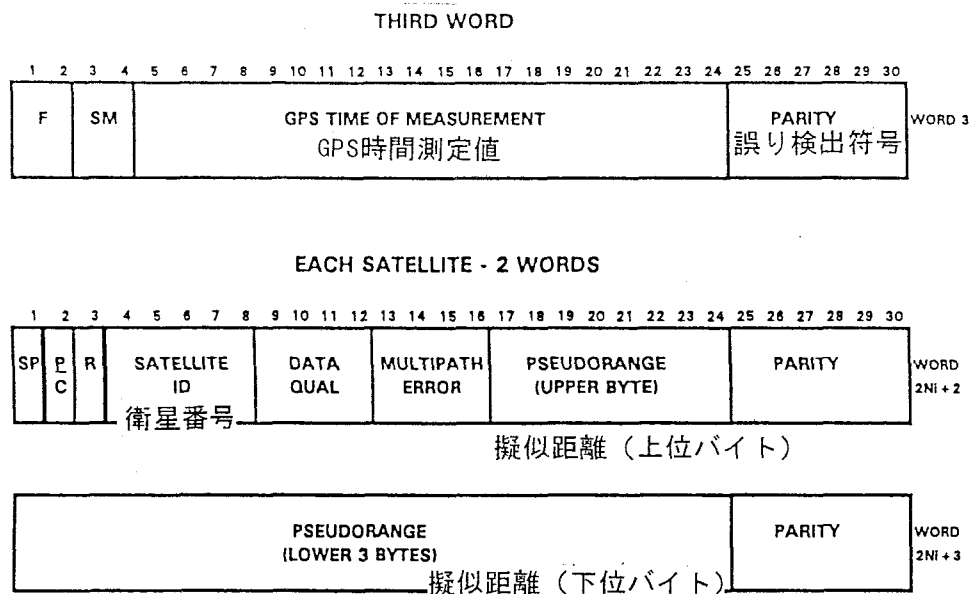 THIRD WORD
1 2 3 4 5 6 7 8 9 10 11 12 13 14 15 16 17 18 19 20 21 22 23 24 25 26 27 28 29 30
F SM GPS TIME OF MEASUREMENT PARITY WORD 3
GPS時間測定値 誤り検出符号
EACH SATELLITE - 2 WORDS
1 2 3 4 5 6 7 8 9 10 11 12 13 14 15 16 17 18 19 20 21 22 23 24 25 26 27 28 29 30
SP P R SATELLITE DATA MULTIPATH PSEUDORANGE PARITY WORD
C ID QUAL ERROR (UPPER BYTE) 2Ni + 2
衛星番号
擬似距離（上位バイト）
PSEUDORANGE PARITY WORD
(LOWER 3 BYTES) 2Ni + 3
擬似距離（下位バイト）